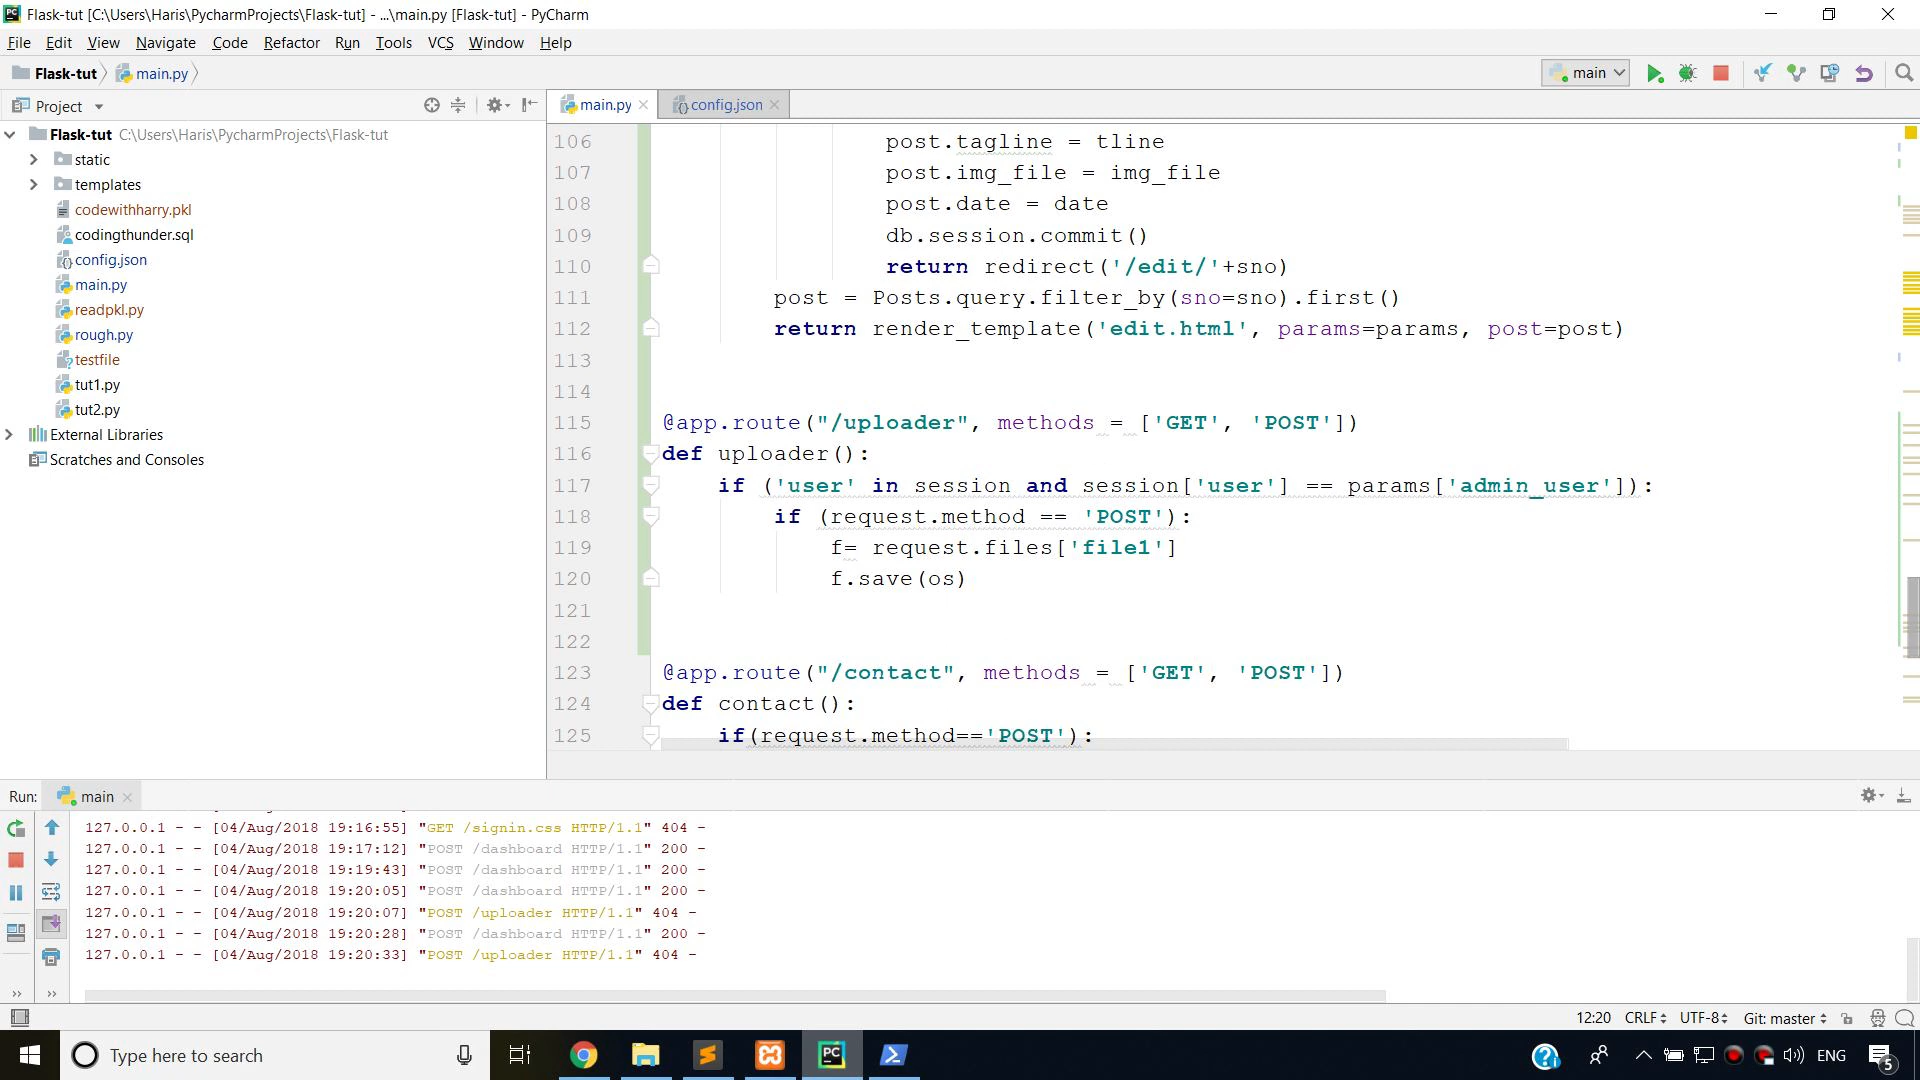 Flask-tut [C:\Users\Haris\PycharmProjects\Flask-tut] - ...\main.py [Flask-tut] - PyCharm
File Edit View Navigate Code Refactor Run Tools VCS Window Help
Flask-tut main.py main
Project
main.py config.json
Flask-tut C:\Users\Haris\PycharmProjects\Flask-tut
static
templates
codewithharry.pkl
codingthunder.sql
config.json
main.py
readpkl.py
rough.py
testfile
tut1.py
tut2.py
External Libraries
Scratches and Consoles
106 post.tagline = tline
107 post.img_file = img_file
108 post.date = date
109 db.session.commit()
110 return redirect('/edit/'+sno)
111 post = Posts.query.filter_by(sno=sno).first()
112 return render_template('edit.html', params=params, post=post)
113
114
115 @app.route("/uploader", methods = ['GET', 'POST'])
116 def uploader():
117 if ('user' in session and session['user'] == params['admin_user']):
118 if (request.method == 'POST'):
119 f= request.files['file1']
120 f.save(os)
121
122
123 @app.route("/contact", methods = ['GET', 'POST'])
124 def contact():
125 if(request.method=='POST'):
Run: main
127.0.0.1 - - [04/Aug/2018 19:16:55] "GET /signin.css HTTP/1.1" 404 -
127.0.0.1 - - [04/Aug/2018 19:17:12] "POST /dashboard HTTP/1.1" 200 -
127.0.0.1 - - [04/Aug/2018 19:19:43] "POST /dashboard HTTP/1.1" 200 -
127.0.0.1 - - [04/Aug/2018 19:20:05] "POST /dashboard HTTP/1.1" 200 -
127.0.0.1 - - [04/Aug/2018 19:20:07] "POST /uploader HTTP/1.1" 404 -
127.0.0.1 - - [04/Aug/2018 19:20:28] "POST /dashboard HTTP/1.1" 200 -
127.0.0.1 - - [04/Aug/2018 19:20:33] "POST /uploader HTTP/1.1" 404 -
12:20 CRLF UTF-8 Git: master
Type here to search
ENG
5